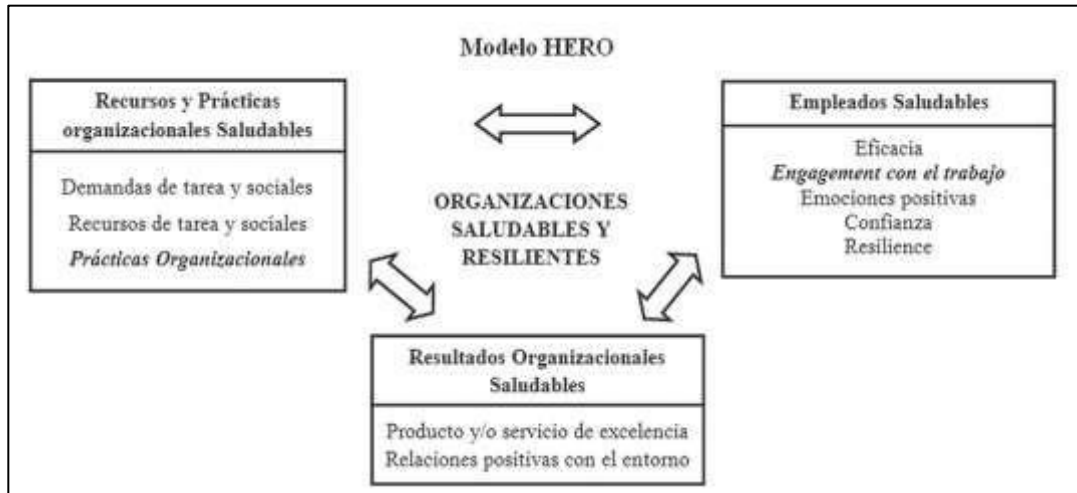 Modelo HERO
Recursos y Prácticas
organizacionales Saludables
Demandas de tarea y sociales
Recursos de tarea y sociales
Prácticas Organizacionales
ORGANIZACIONES
SALUDABLES Y
RESILIENTES
Empleados Saludables
Eficacia
Engagement con el trabajo
Emociones positivas
Confianza
Resilience
Resultados Organizacionales
Saludables
Producto y/o servicio de excelencia
Relaciones positivas con el entorno